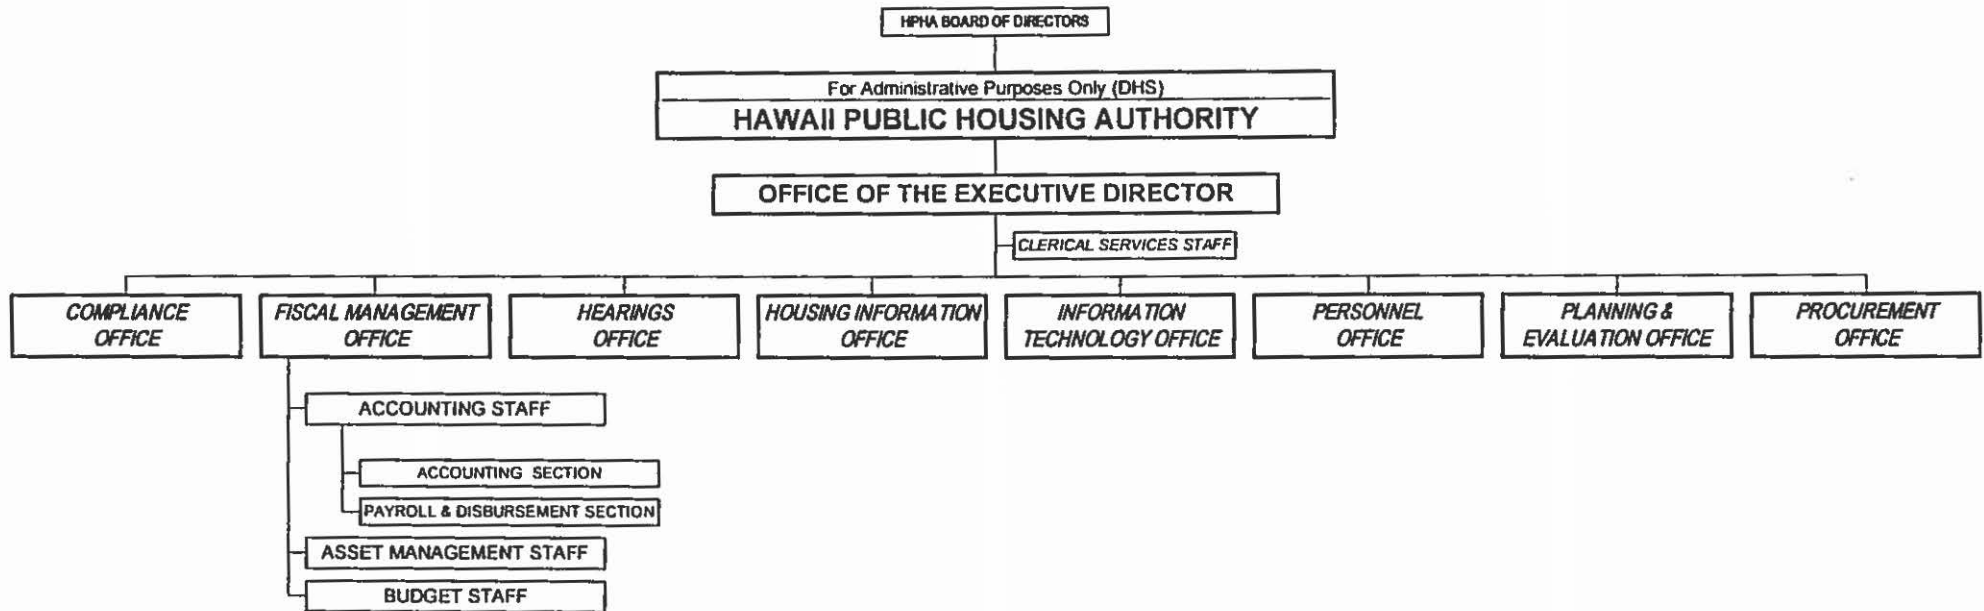 HPHA BOARD OF DIRECTORS
For Administrative Purposes Only (DHS)
HAWAII PUBLIC HOUSING AUTHORITY
OFFICE OF THE EXECUTIVE DIRECTOR
CLERICAL SERVICES STAFF
COMPLIANCE
OFFICE
FISCAL MANAGEMENT
OFFICE
HEARINGS
OFFICE
HOUSING INFORMATION
OFFICE
INFORMATION
TECHNOLOGY OFFICE
PERSONNEL
OFFICE
PLANNING &
EVALUATION OFFICE
PROCUREMENT
OFFICE
ACCOUNTING STAFF
ACCOUNTING SECTION
PAYROLL & DISBURSEMENT SECTION
ASSET MANAGEMENT STAFF
BUDGET STAFF